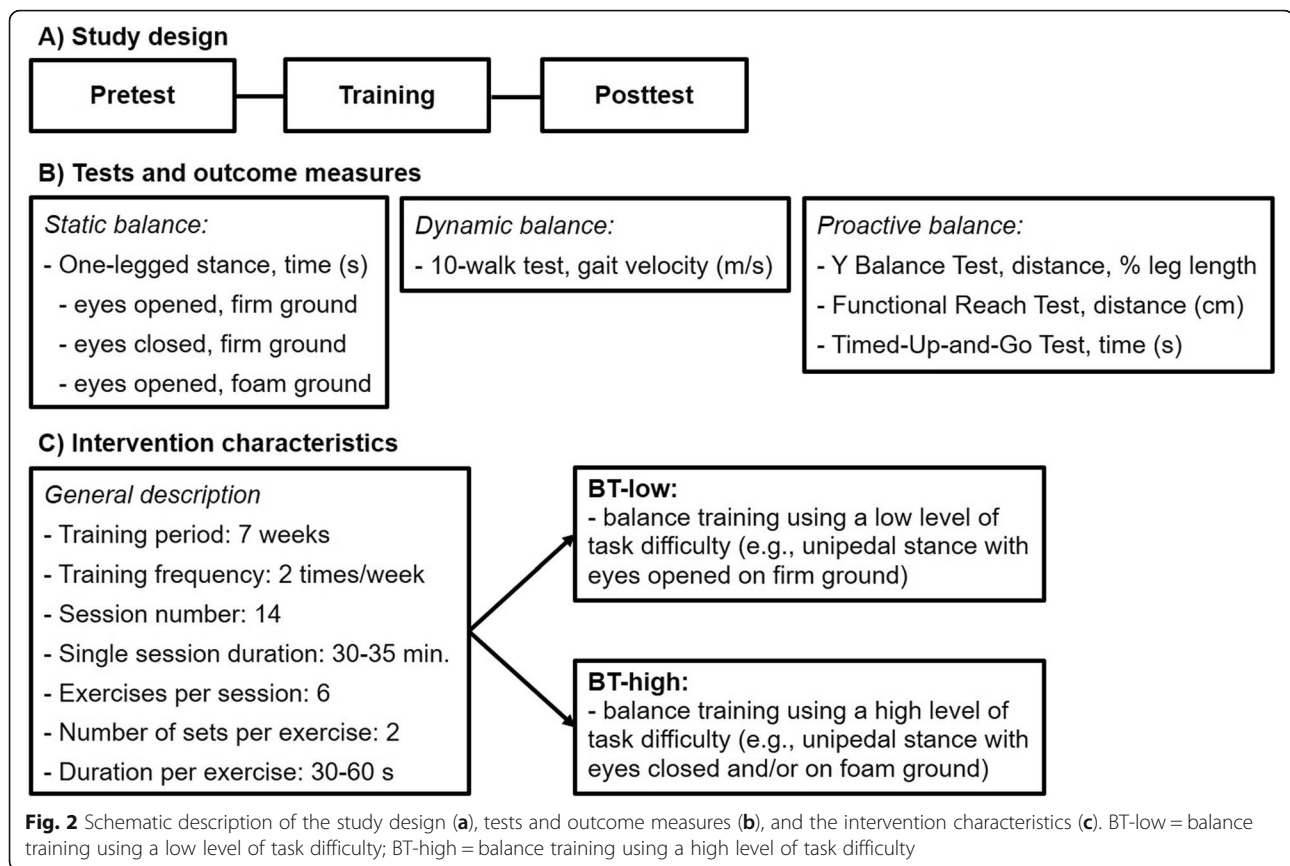 A) Study design
Pretest
Training
Posttest
B) Tests and outcome measures
Static balance:
- One-legged stance, time (s)
- eyes opened, firm ground
- eyes closed, firm ground
- eyes opened, foam ground
Dynamic balance:
- 10-walk test, gait velocity (m/s)
Proactive balance:
- Y Balance Test, distance, % leg length
- Functional Reach Test, distance (cm)
- Timed-Up-and-Go Test, time (s)
C) Intervention characteristics
General description
- Training period: 7 weeks
- Training frequency: 2 times/week
- Session number: 14
- Single session duration: 30-35 min.
- Exercises per session: 6
- Number of sets per exercise: 2
- Duration per exercise: 30-60 s
BT-low:
- balance training using a low level of
task difficulty (e.g., unipedal stance with
eyes opened on firm ground)
BT-high:
- balance training using a high level of
task difficulty (e.g., unipedal stance with
eyes closed and/or on foam ground)
Fig. 2 Schematic description of the study design (a), tests and outcome measures (b), and the intervention characteristics (c). BT-low = balance
training using a low level of task difficulty; BT-high = balance training using a high level of task difficulty